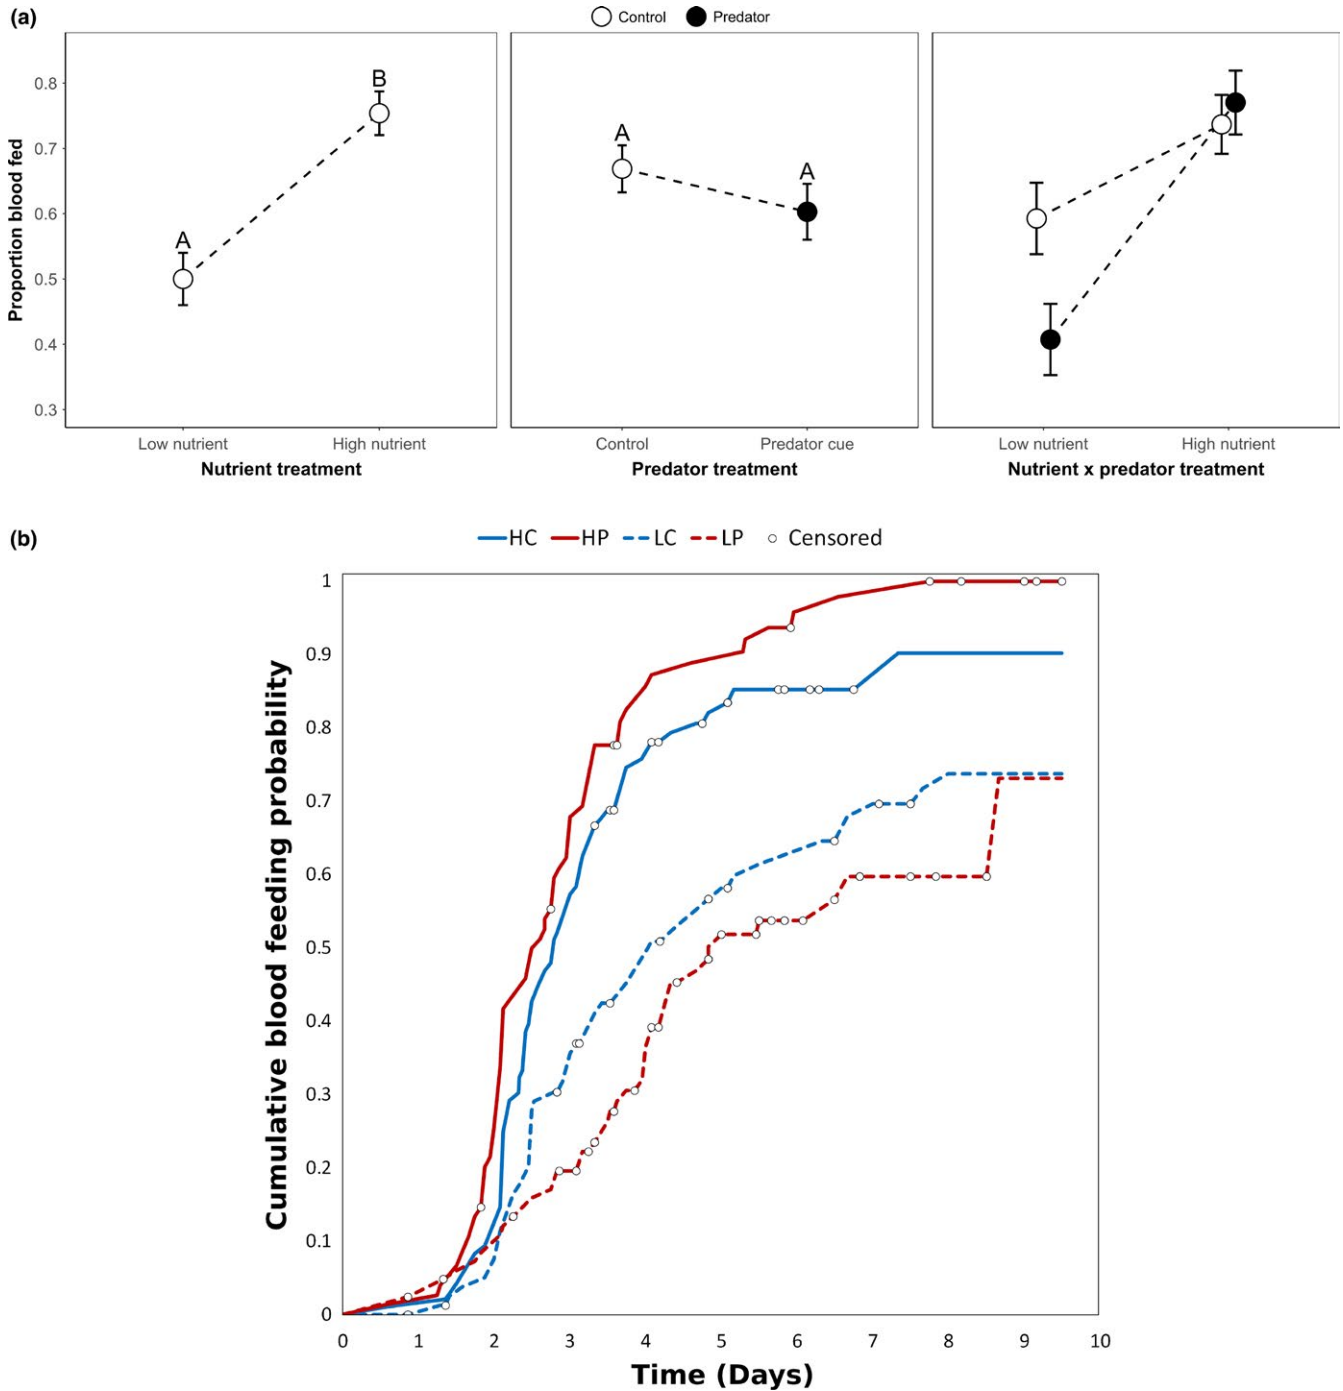 (a)
Control Predator
Proportion blood fed
0.8
0.7
0.6
0.5
0.4
0.3
A
B
A
A
Low nutrient High nutrient
Nutrient treatment
Control Predator cue
Predator treatment
Low nutrient High nutrient
Nutrient x predator treatment
(b)
HC HP LC LP Censored
Cumulative blood feeding probability
1
0.9
0.8
0.7
0.6
0.5
0.4
0.3
0.2
0.1
0
0 1 2 3 4 5 6 7 8 9 10
Time (Days)